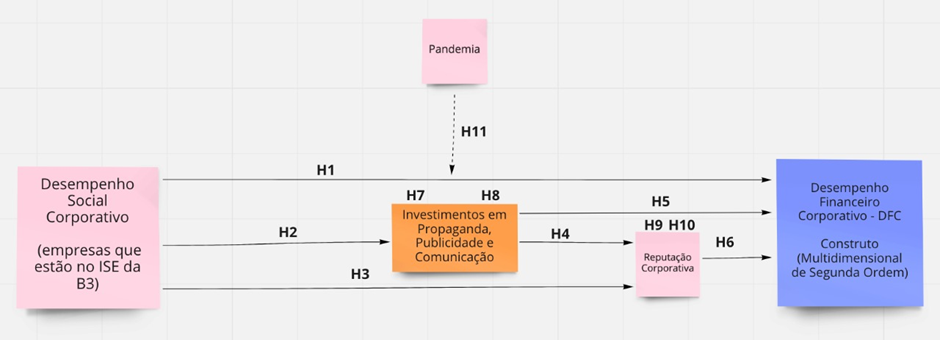 Pandemia
H11
H1
Desempenho
Social
Corporativo
(empresas que
estão no ISE da
B3)
H2
H3
H7 H8
Investimentos em
Propaganda,
Publicidade e
Comunicação
H5
H4
H9 H10
Reputação
Corporativa
H6
Desempenho
Financeiro
Corporativo - DFC
Construto
(Multidimensional
de Segunda Ordem)